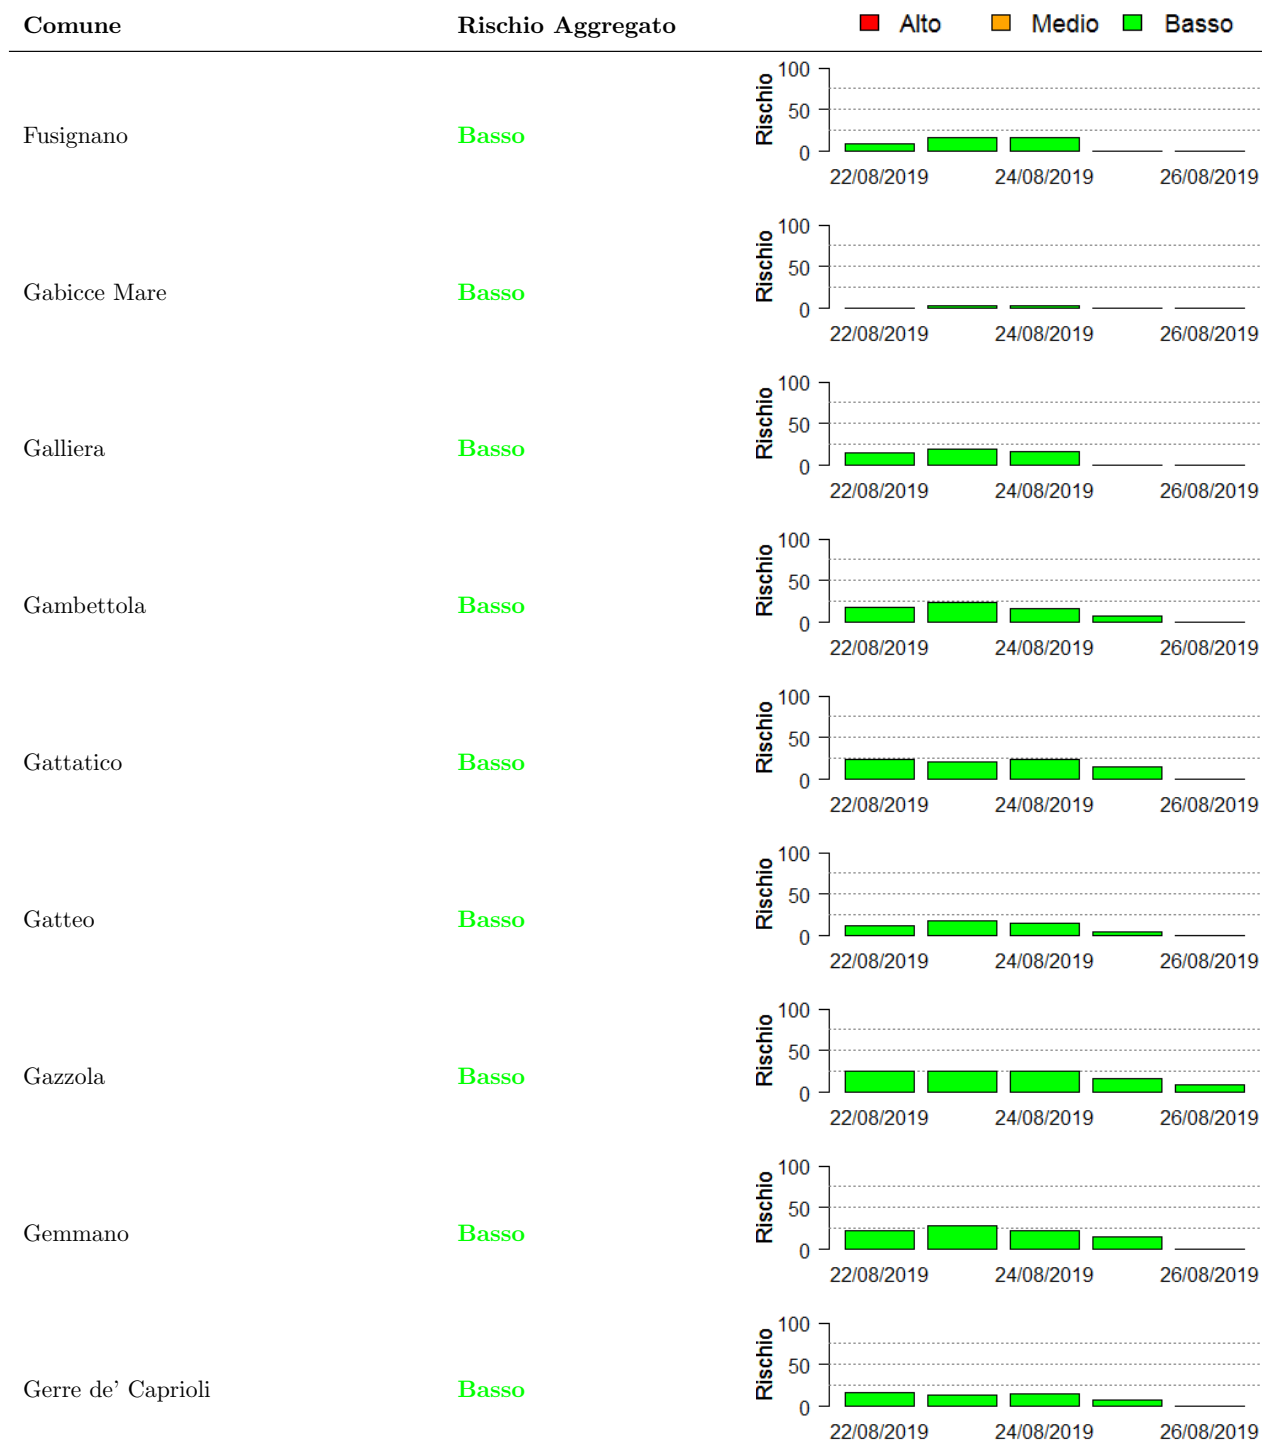 Comune Rischio Aggregato Alto Medio Basso
100
50
0
Rischio
Fusignano Basso
22/08/2019 24/08/2019 26/08/2019
100
50
0
Rischio
Gabicce Mare Basso
22/08/2019 24/08/2019 26/08/2019
100
50
0
Rischio
Galliera Basso
22/08/2019 24/08/2019 26/08/2019
100
50
0
Rischio
Gambettola Basso
22/08/2019 24/08/2019 26/08/2019
100
50
0
Rischio
Gattatico Basso
22/08/2019 24/08/2019 26/08/2019
100
50
0
Rischio
Gatteo Basso
22/08/2019 24/08/2019 26/08/2019
100
50
0
Rischio
Gazzola Basso
22/08/2019 24/08/2019 26/08/2019
100
50
0
Rischio
Gemmano Basso
22/08/2019 24/08/2019 26/08/2019
100
50
0
Rischio
Gerre de’ Caprioli Basso
22/08/2019 24/08/2019 26/08/2019